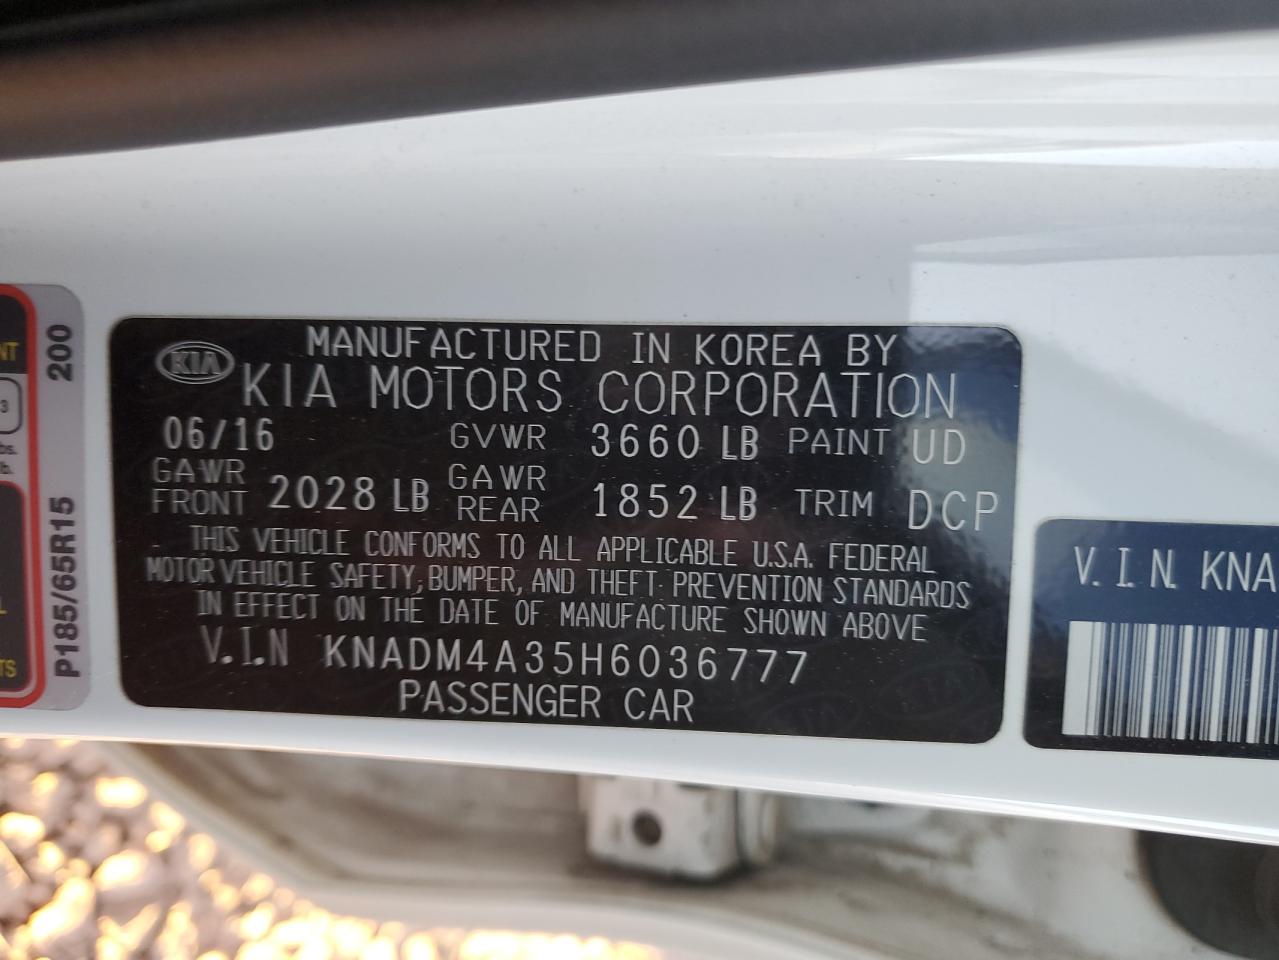 MANUFACTURED IN KOREA BY
KIA KIA MOTORS CORPORATION
06/16 GVWR 3660 LB PAINT UD
GAWR FRONT 2028 LB GAWR REAR 1852 LB TRIM DCP
THIS VEHICLE CONFORMS TO ALL APPLICABLE U.S.A. FEDERAL
MOTOR VEHICLE SAFETY, BUMPER, AND THEFT PREVENTION STANDARDS
IN EFFECT ON THE DATE OF MANUFACTURE SHOWN ABOVE
V.I.N KNADM4A35H6036777
PASSENGER CAR
P185/65R15 200
3
V.I.N. KNA